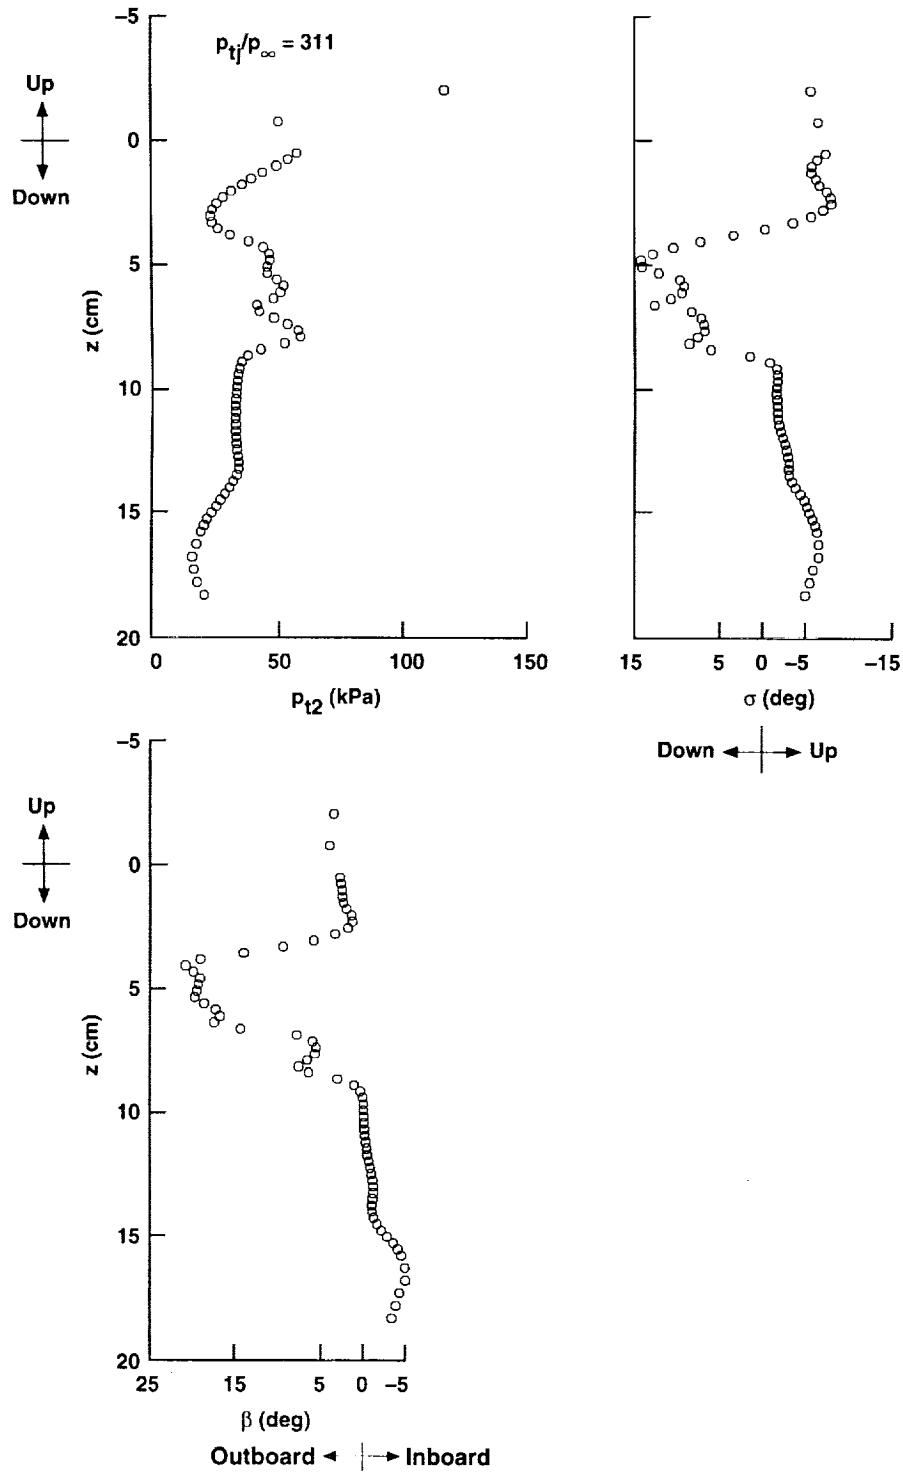 –5
p_tj/p_∞ = 311
Up
0
Down
5
z (cm)
10
15
20
0 50 100 150
p_t2 (kPa)
15 5 0 –5 –15
σ (deg)
Down Up
–5
Up
0
Down
5
z (cm)
10
15
20
25 15 5 0 –5
β (deg)
Outboard Inboard